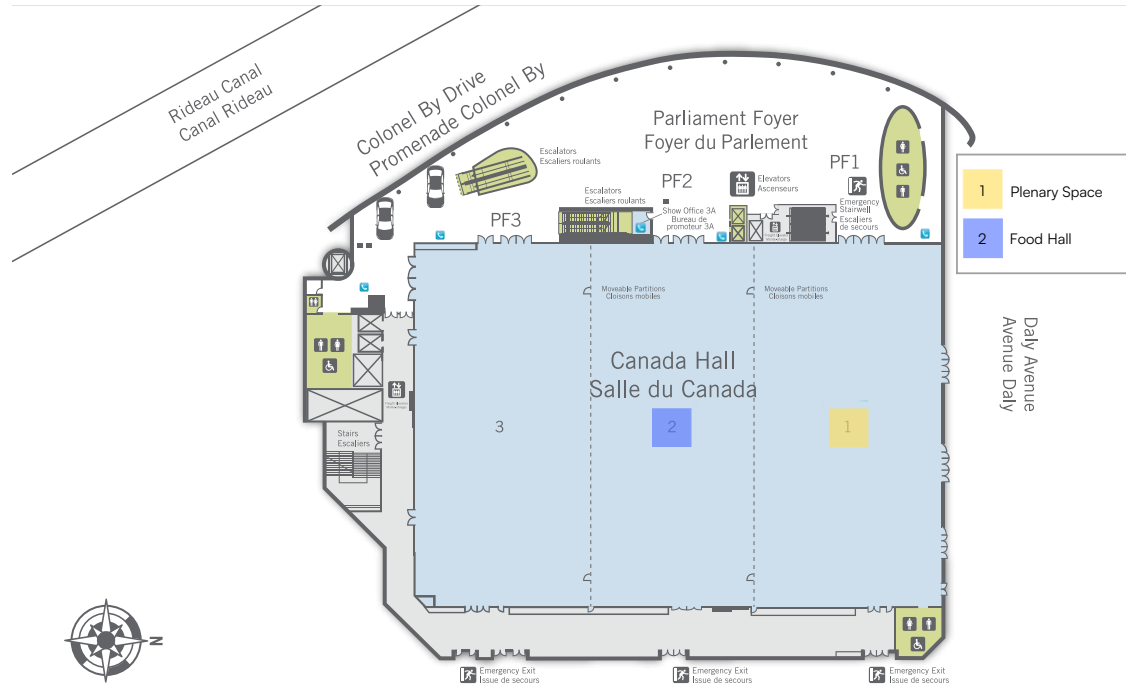 Rideau Canal
Canal Rideau
Colonel By Drive
Promenade Colonel By
Parliament Foyer
Foyer du Parlement
Escalators
Escaliers roulants
PF1
PF2
PF3
Elevators
Ascenseurs
Escalators
Escaliers roulants
Show Office 3A
Bureau de
promoteur 3A
Emergency
Stairwell
Escaliers
de secours
1 Plenary Space
2 Food Hall
Moveable Partitions
Cloisons mobiles
Moveable Partitions
Cloisons mobiles
Daly Avenue
Avenue Daly
Canada Hall
Salle du Canada
3
2
1
Stairs
Escaliers
N
Emergency Exit
Issue de secours
Emergency Exit
Issue de secours
Emergency Exit
Issue de secours